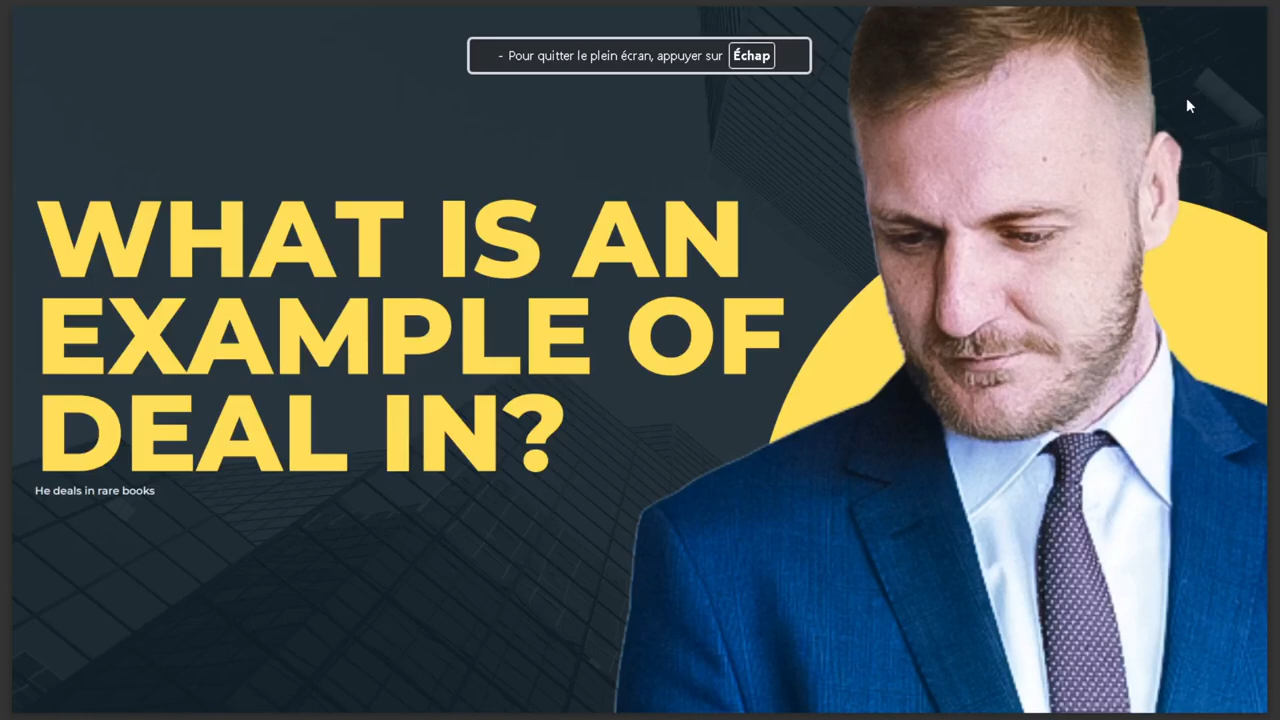 - Pour quitter le plein écran, appuyer sur Échap
WHAT IS AN
EXAMPLE OF
DEAL IN?
He deals in rare books